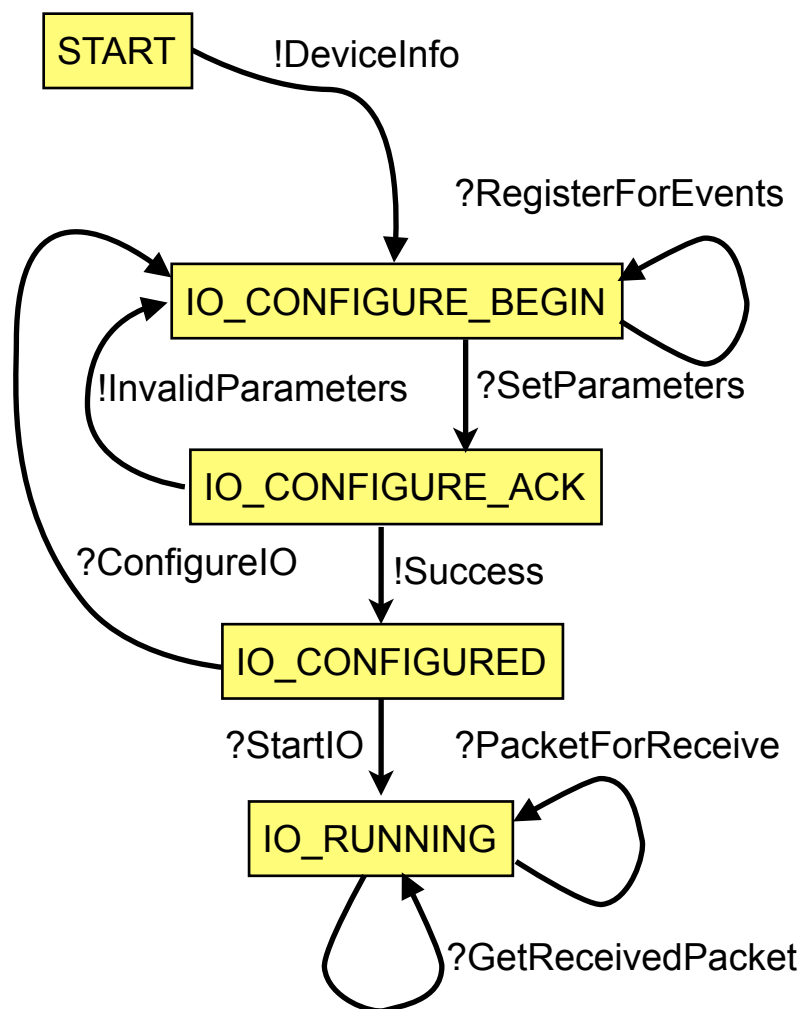 START
!DeviceInfo
?RegisterForEvents
IO_CONFIGURE_BEGIN
!InvalidParameters
?SetParameters
IO_CONFIGURE_ACK
?ConfigureIO
!Success
IO_CONFIGURED
?StartIO
?PacketForReceive
IO_RUNNING
?GetReceivedPacket